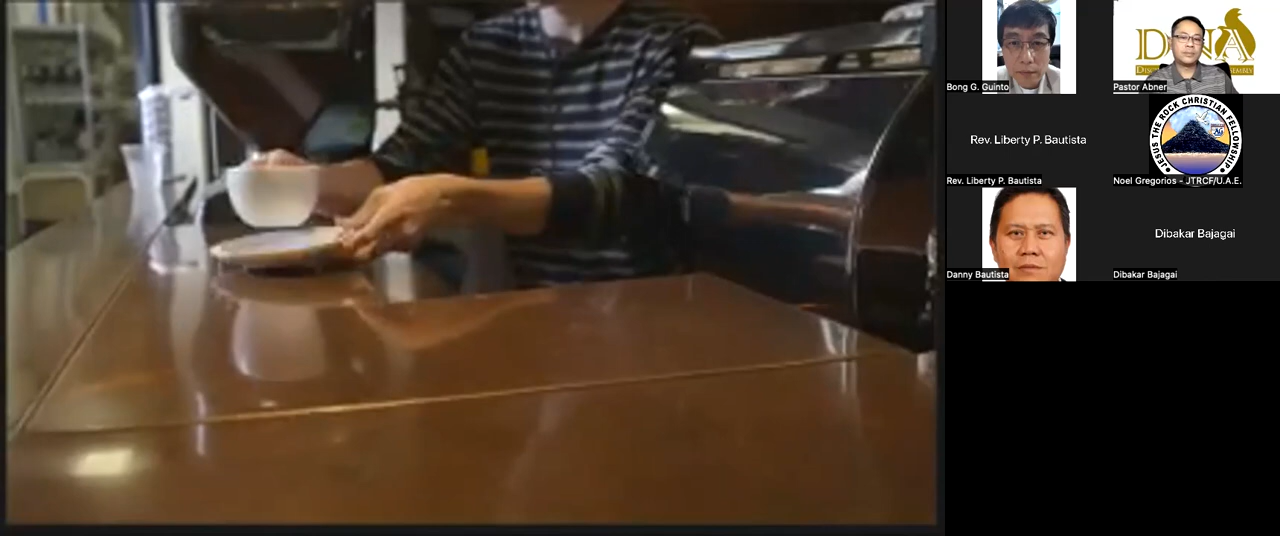 Bong G. Guinto
Pastor Abner
Rev. Liberty P. Bautista
Rev. Liberty P. Bautista
JESUS THE ROCK CHRISTIAN FELLOWSHIP
Noel Gregorios - JTRCF/U.A.E.
Danny Bautista
Dibakar Bajagai
Dibakar Bajagai